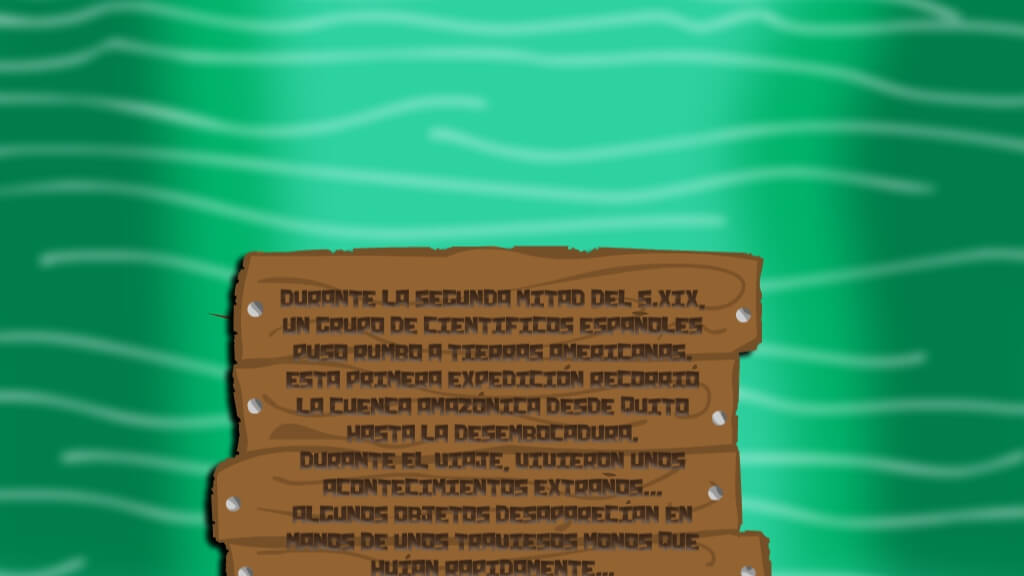 DURANTE LA SEGUNDA MITAD DEL S.XIX,
UN GRUPO DE CIENTIFICOS ESPAÑOLES
PUSO RUMBO A TIERRAS AMERICANAS.
ESTA PRIMERA EXPEDICIÓN RECORRIÓ
LA CUENCA AMAZÓNICA DESDE QUITO
HASTA LA DESEMBOCADURA.
DURANTE EL VIAJE, VIVIERON UNOS
ACONTECIMIENTOS EXTRAÑOS...
ALGUNOS OBJETOS DESAPARECÍAN EN
MANOS DE UNOS TRAVIESOS MONOS QUE
HUÍAN RAPIDAMENTE...